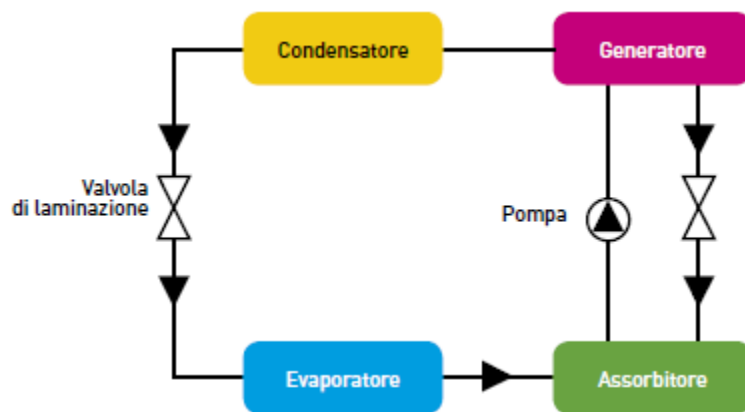 Condensatore
Generatore
Valvola
di laminazione
Pompa
Evaporatore
Assorbitore